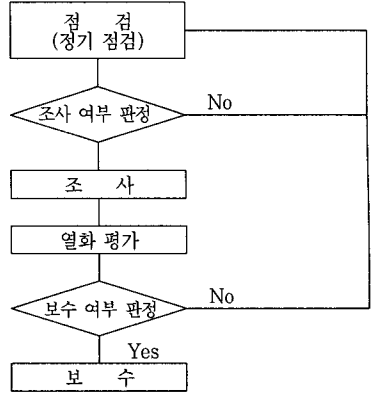 점 검
(정기 점검)
조사 여부 판정
No
조 사
열화 평가
보수 여부 판정
No
Yes
보 수